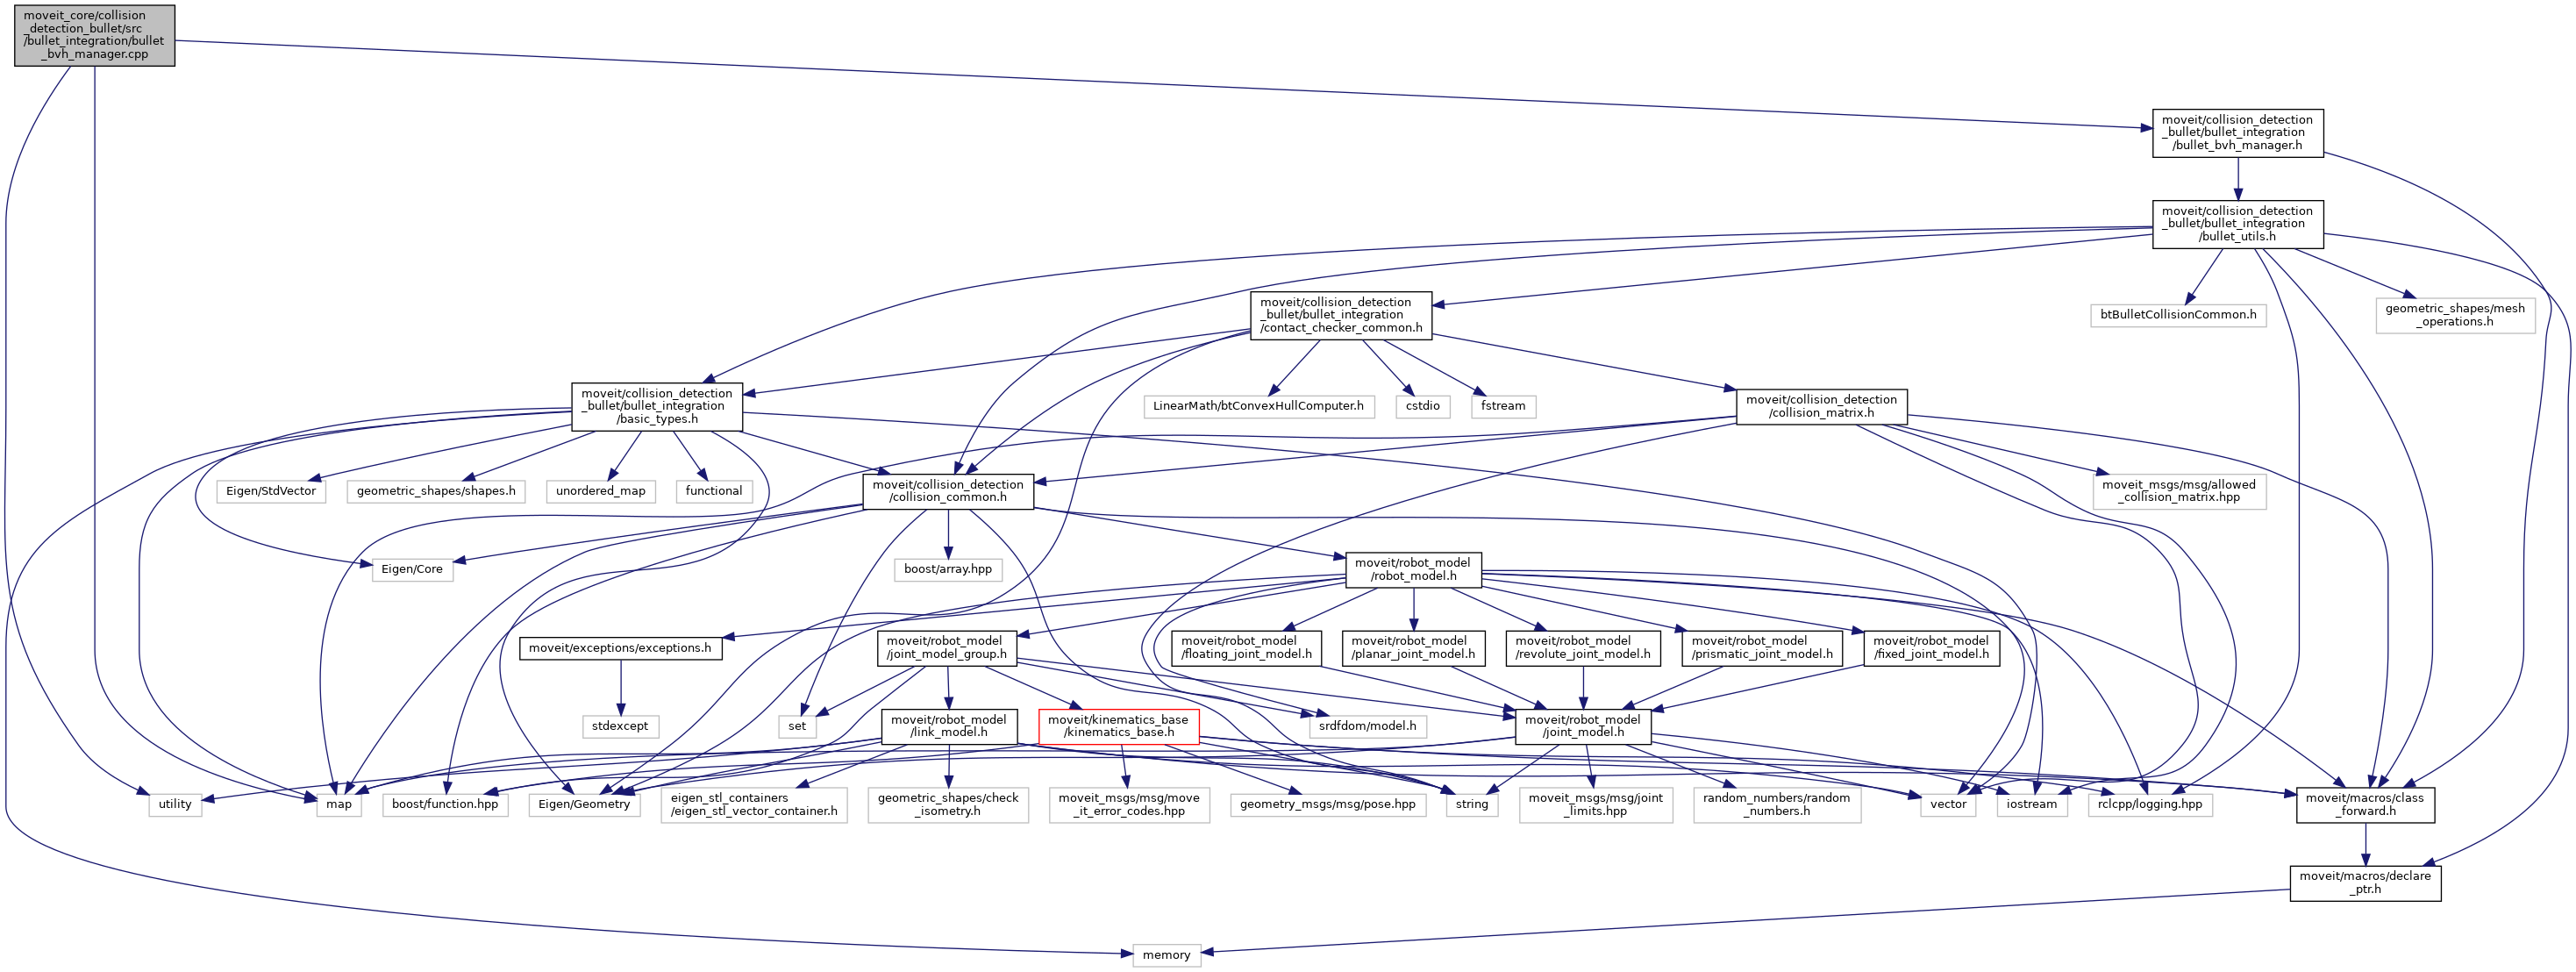 moveit_core/collision
_detection_bullet/src
/bullet_integration/bullet
_bvh_manager.cpp
moveit/collision_detection
_bullet/bullet_integration
/bullet_bvh_manager.h
moveit/collision_detection
_bullet/bullet_integration
/bullet_utils.h
moveit/collision_detection
_bullet/bullet_integration
/contact_checker_common.h
btBulletCollisionCommon.h
geometric_shapes/mesh
_operations.h
moveit/collision_detection
_bullet/bullet_integration
/basic_types.h
LinearMath/btConvexHullComputer.h
cstdio
fstream
moveit/collision_detection
/collision_matrix.h
Eigen/StdVector
geometric_shapes/shapes.h
unordered_map
functional
moveit/collision_detection
/collision_common.h
moveit_msgs/msg/allowed
_collision_matrix.hpp
Eigen/Core
boost/array.hpp
moveit/robot_model
/robot_model.h
moveit/exceptions/exceptions.h
moveit/robot_model
/joint_model_group.h
moveit/robot_model
/floating_joint_model.h
moveit/robot_model
/planar_joint_model.h
moveit/robot_model
/revolute_joint_model.h
moveit/robot_model
/prismatic_joint_model.h
moveit/robot_model
/fixed_joint_model.h
stdexcept
set
moveit/robot_model
/link_model.h
moveit/kinematics_base
/kinematics_base.h
srdfdom/model.h
moveit/robot_model
/joint_model.h
utility
map
boost/function.hpp
Eigen/Geometry
eigen_stl_containers
/eigen_stl_vector_container.h
geometric_shapes/check
_isometry.h
moveit_msgs/msg/move
_it_error_codes.hpp
geometry_msgs/msg/pose.hpp
string
moveit_msgs/msg/joint
_limits.hpp
random_numbers/random
_numbers.h
vector
iostream
rclcpp/logging.hpp
moveit/macros/class
_forward.h
moveit/macros/declare
_ptr.h
memory